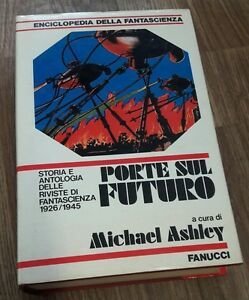 ENCICLOPEDIA DELLA FANTASCIENZA
STORIA E
ANTOLOGIA
DELLE
RIVISTE DI
FANTASCIENZA
1926/1945
PORTE SUL
FUTURO
a cura di
Michael Ashley
FANUCCI